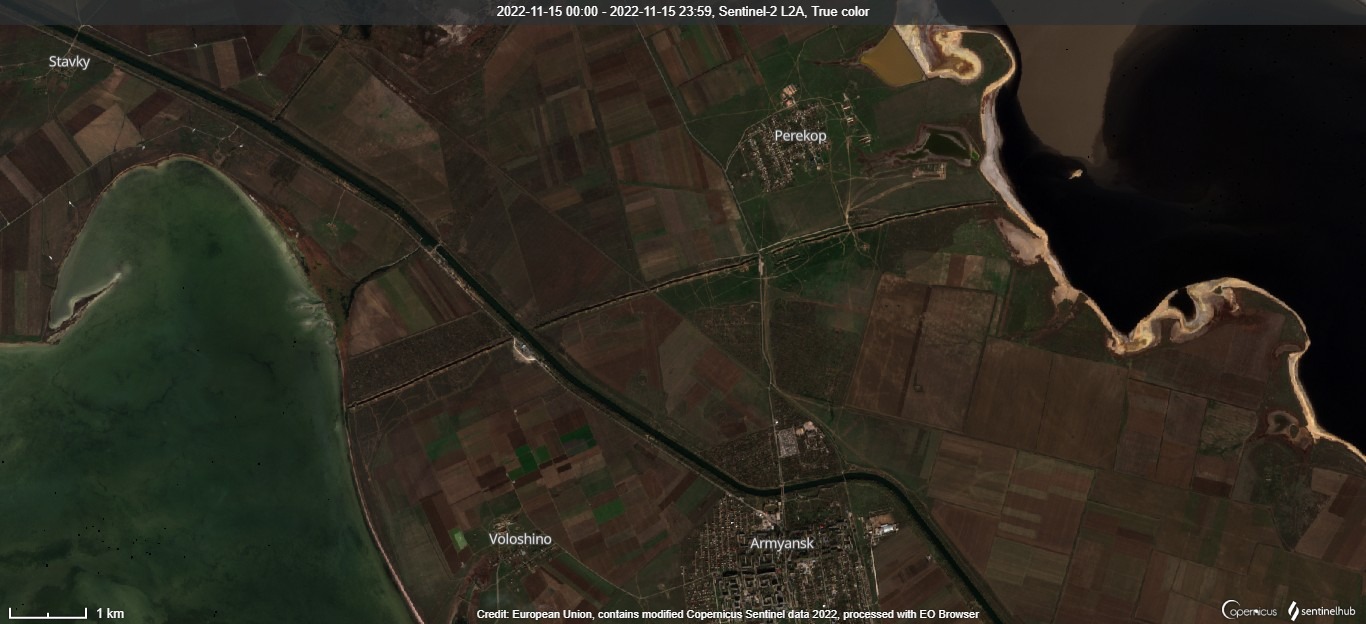 2022-11-15 00:00 - 2022-11-15 23:59, Sentinel-2 L2A, True color
Stavky
Perekop
Voloshino
Armyansk
1 km
Credit: European Union, contains modified Copernicus Sentinel data 2022, processed with EO Browser
opernicus
sentinelhub